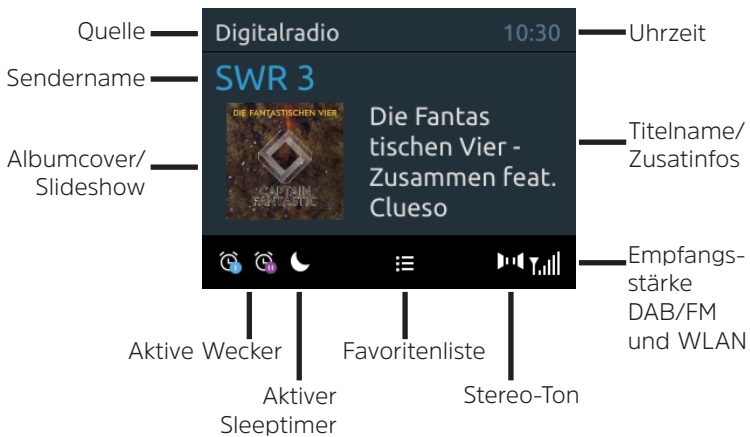 Quelle
Digitalradio
10:30
Uhrzeit
Sendername
SWR 3
Albumcover/
Slideshow
DIE FANTASTISCHEN VIER
CAPTAIN
FANTASTIC
Die Fantas
tischen Vier -
Zusammen feat.
Clueso
Titelname/
Zusatinfos
Empfangs-
stärke
DAB/FM
und WLAN
Aktive Wecker
Favoritenliste
Aktiver
Sleeptimer
Stereo-Ton